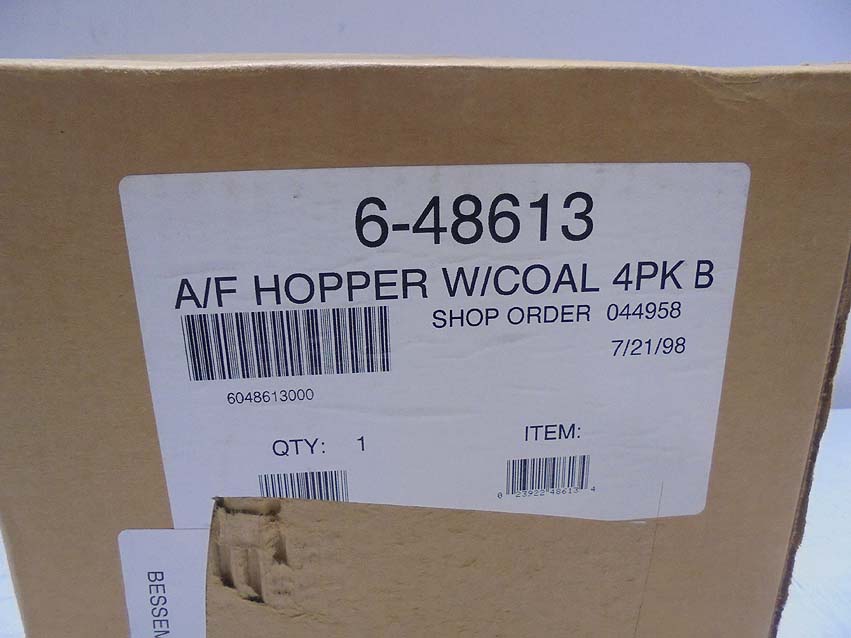 6-48613
A/F HOPPER W/COAL 4PK B
SHOP ORDER 044958
7/21/98
6048613000
QTY: 1
ITEM:
0 23922 48613 4
BESSEM